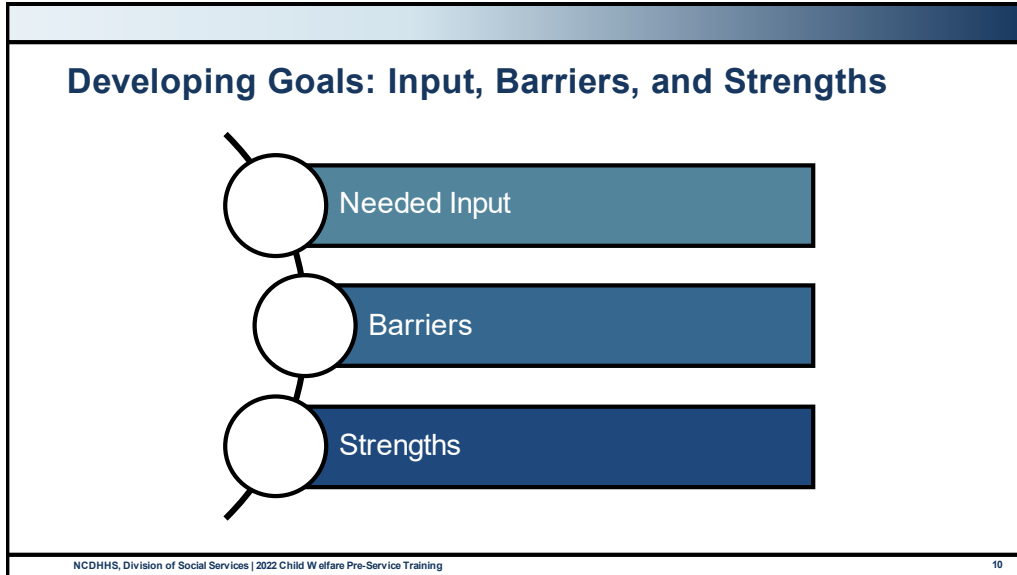 Developing Goals: Input, Barriers, and Strengths
Needed Input
Barriers
Strengths
NCDHHS, Division of Social Services | 2022 Child Welfare Pre-Service Training
10